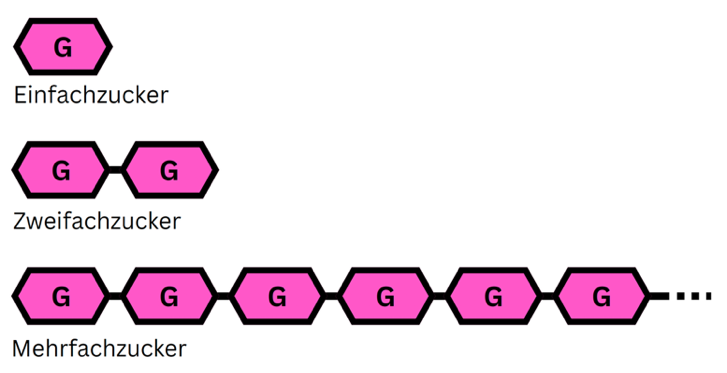 G
Einfachzucker
G G
Zweifachzucker
G G G G G G
Mehrfachzucker